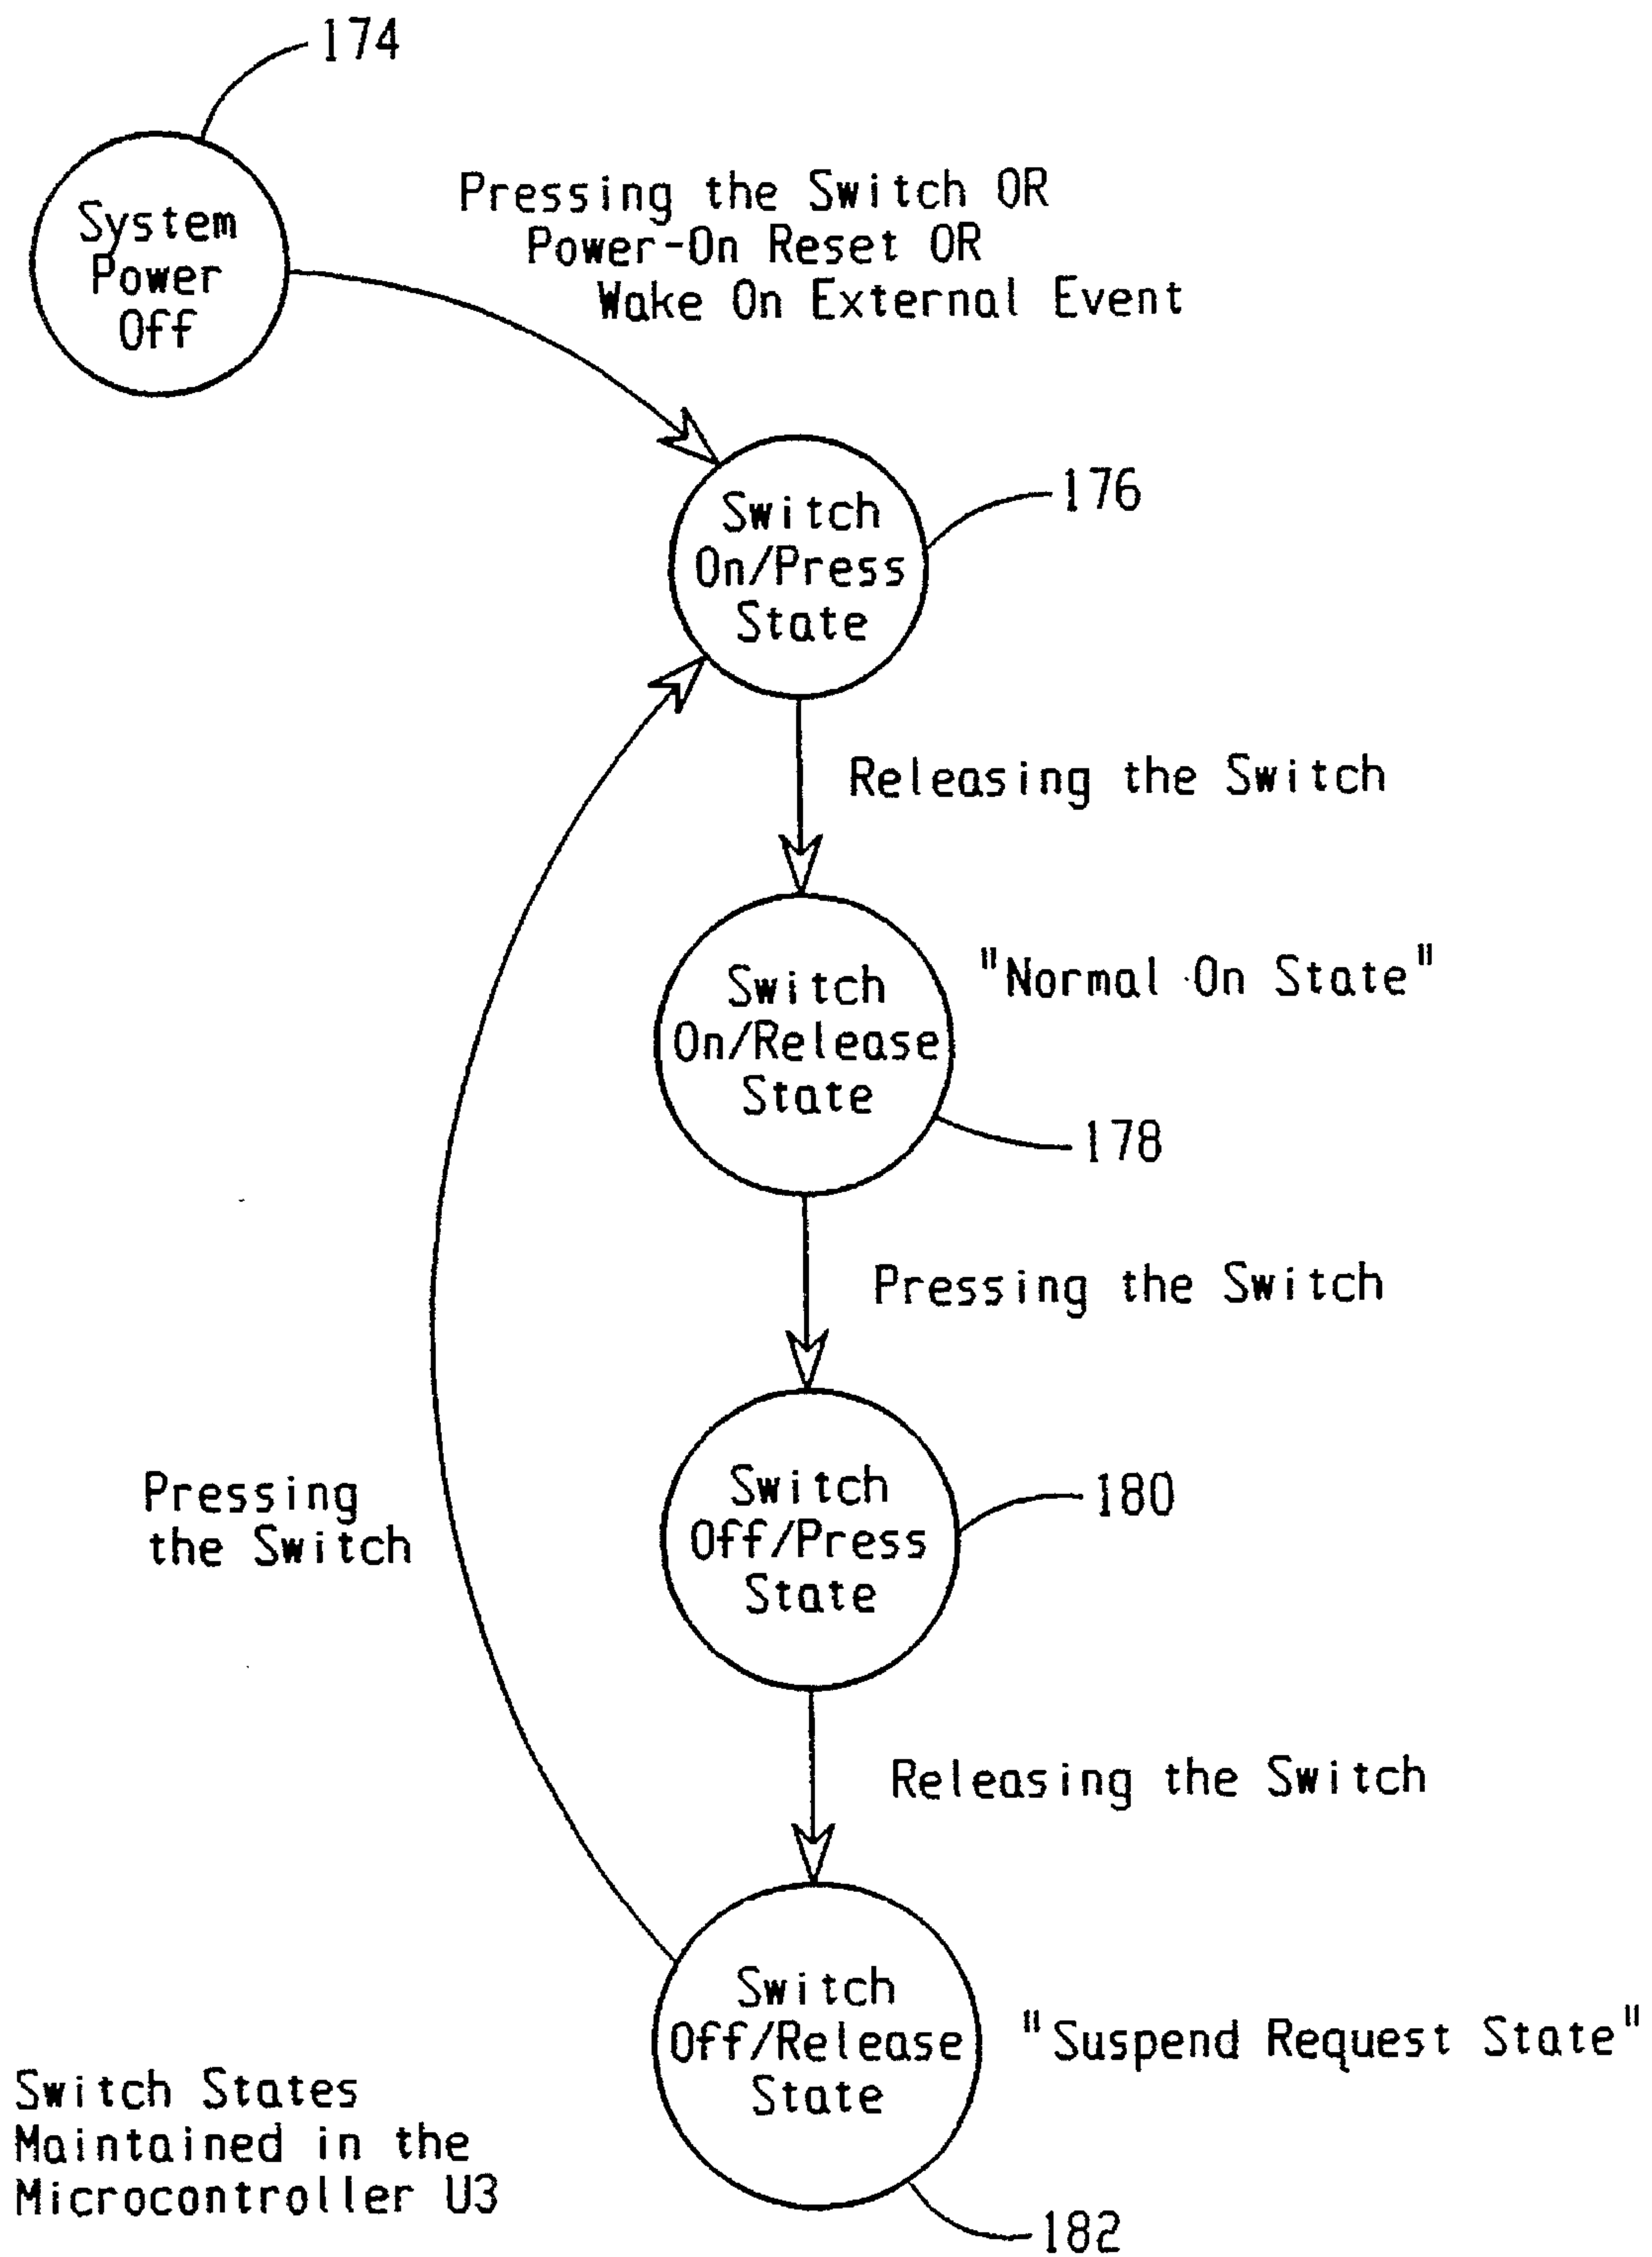 174
System
Power
Off
Pressing the Switch OR
Power-On Reset OR
Wake On External Event
Switch
On/Press
State
176
Releasing the Switch
Switch
On/Release
State
"Normal On State"
178
Pressing the Switch
Switch
Off/Press
State
180
Pressing
the Switch
Releasing the Switch
Switch
Off/Release
State
"Suspend Request State"
182
Switch States
Maintained in the
Microcontroller U3